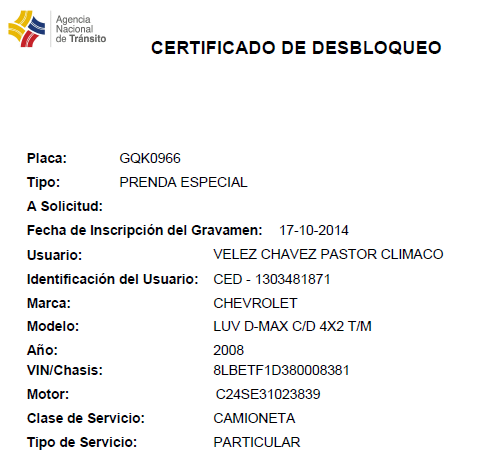 Agencia
Nacional
de Tránsito
CERTIFICADO DE DESBLOQUEO
Placa: GQK0966
Tipo: PRENDA ESPECIAL
A Solicitud:
Fecha de Inscripción del Gravamen: 17-10-2014
Usuario: VELEZ CHAVEZ PASTOR CLIMACO
Identificación del Usuario: CED - 1303481871
Marca: CHEVROLET
Modelo: LUV D-MAX C/D 4X2 T/M
Año: 2008
VIN/Chasis: 8LBETF1D380008381
Motor: C24SE31023839
Clase de Servicio: CAMIONETA
Tipo de Servicio: PARTICULAR